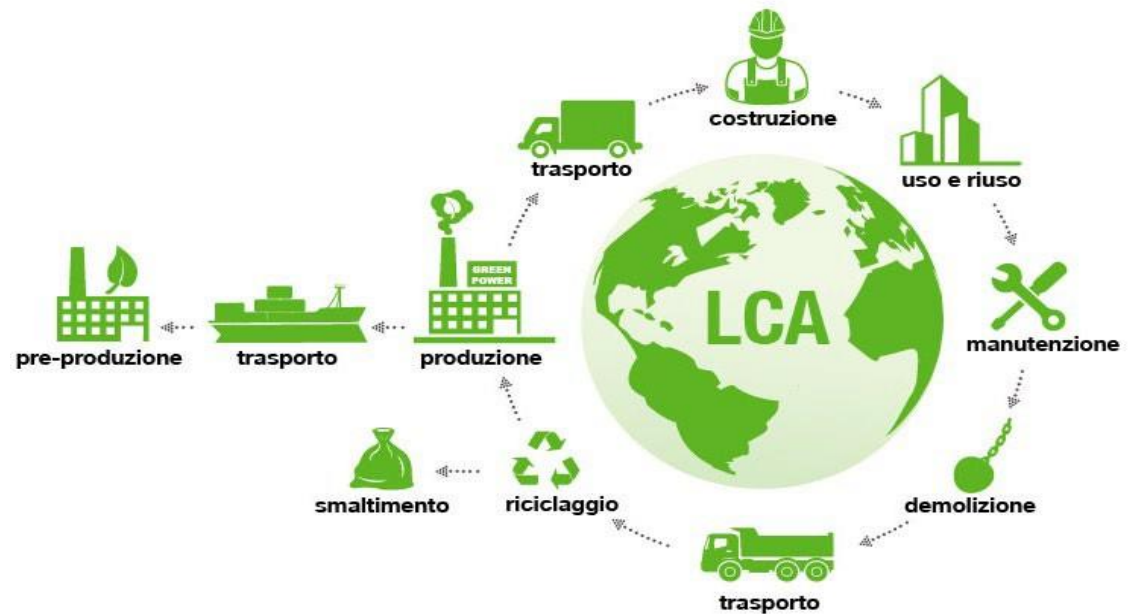 costruzione
trasporto
uso e riuso
GREEN
POWER
LCA
pre-produzione
trasporto
produzione
manutenzione
smaltimento
riciclaggio
demolizione
trasporto